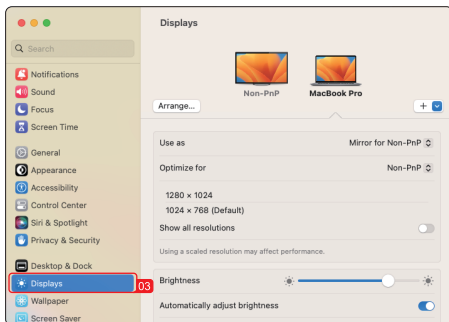 Displays
Search
Notifications
Sound
Focus
Screen Time
General
Appearance
Accessibility
Control Center
Siri & Spotlight
Privacy & Security
Desktop & Dock
Displays
03
Wallpaper
Screen Saver
Non-PnP
MacBook Pro
Arrange...
+
Use as
Mirror for Non-PnP
Optimize for
Non-PnP
1280 × 1024
1024 × 768 (Default)
Show all resolutions
Using a scaled resolution may affect performance.
Brightness
Automatically adjust brightness